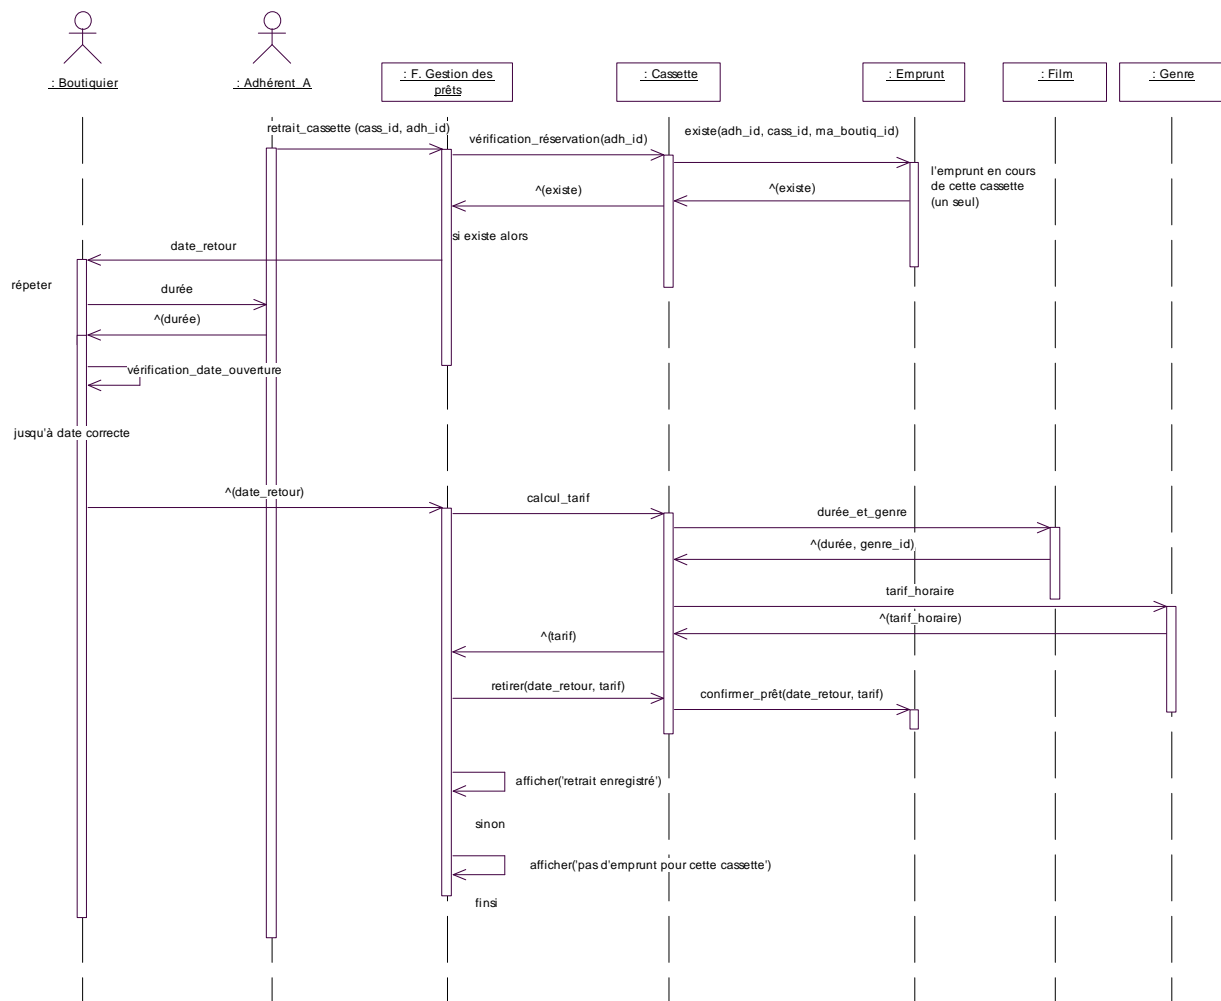 : Boutiquier
: Adhérent_A
: F. Gestion des
prêts
: Cassette
: Emprunt
: Film
: Genre
retrait_cassette (cass_id, adh_id)
vérification_réservation(adh_id)
existe(adh_id, cass_id, ma_boutiq_id)
l'emprunt en cours
de cette cassette
(un seul)
^(existe)
^(existe)
si existe alors
date_retour
répeter
durée
^(durée)
vérification_date_ouverture
jusqu'à date correcte
^(date_retour)
calcul_tarif
durée_et_genre
^(durée, genre_id)
tarif_horaire
^(tarif_horaire)
^(tarif)
retirer(date_retour, tarif)
confirmer_prêt(date_retour, tarif)
afficher('retrait enregistré')
sinon
afficher('pas d'emprunt pour cette cassette')
finsi